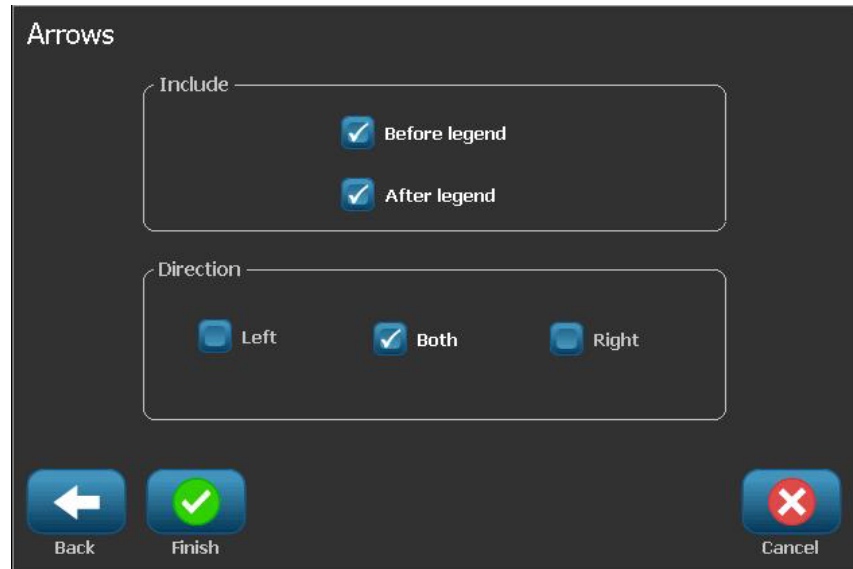 Arrows
Include
Before legend
After legend
Direction
Left Both Right
Back Finish Cancel